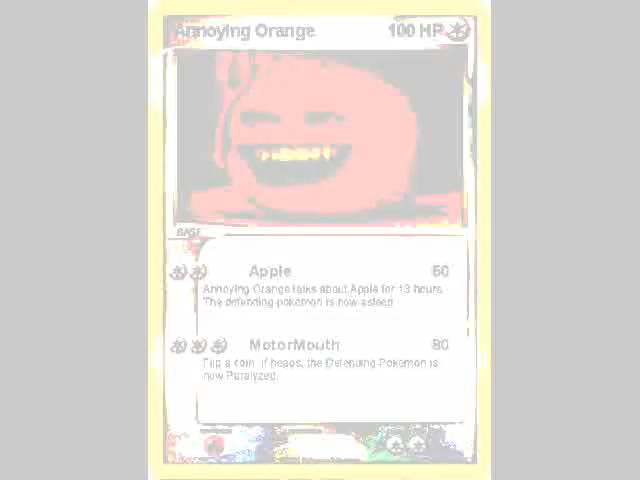 Annoying Orange 100 HP
BASIC
Apple 60
Annoying Orange talks about Apple for 13 hours.
The defending pokemon is now asleep.
MotorMouth 80
Flip a coin. if heads, the Defending Pokemon is
now Paralyzed.